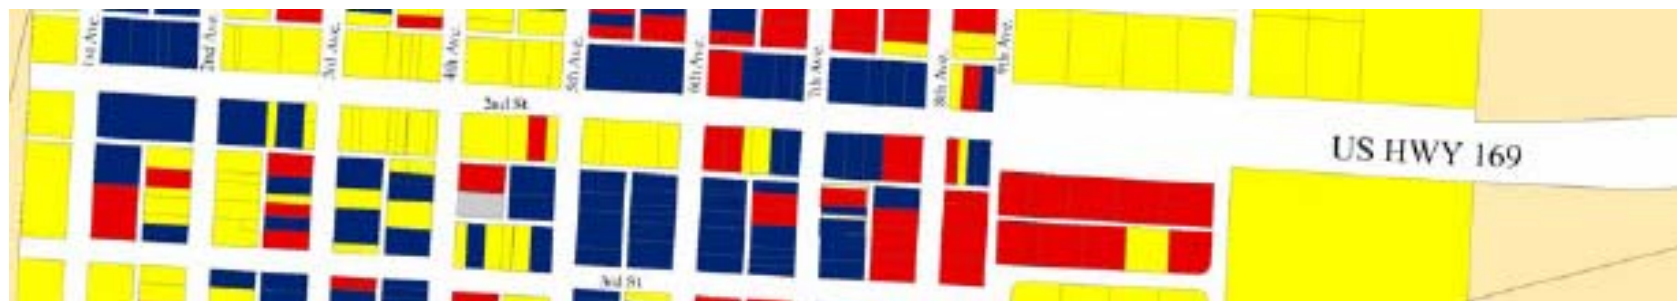 1st Ave.
2nd Ave.
3rd Ave.
4th Ave.
5th Ave.
6th Ave.
7th Ave.
8th Ave.
9th Ave.
2nd St
US HWY 169
3rd St